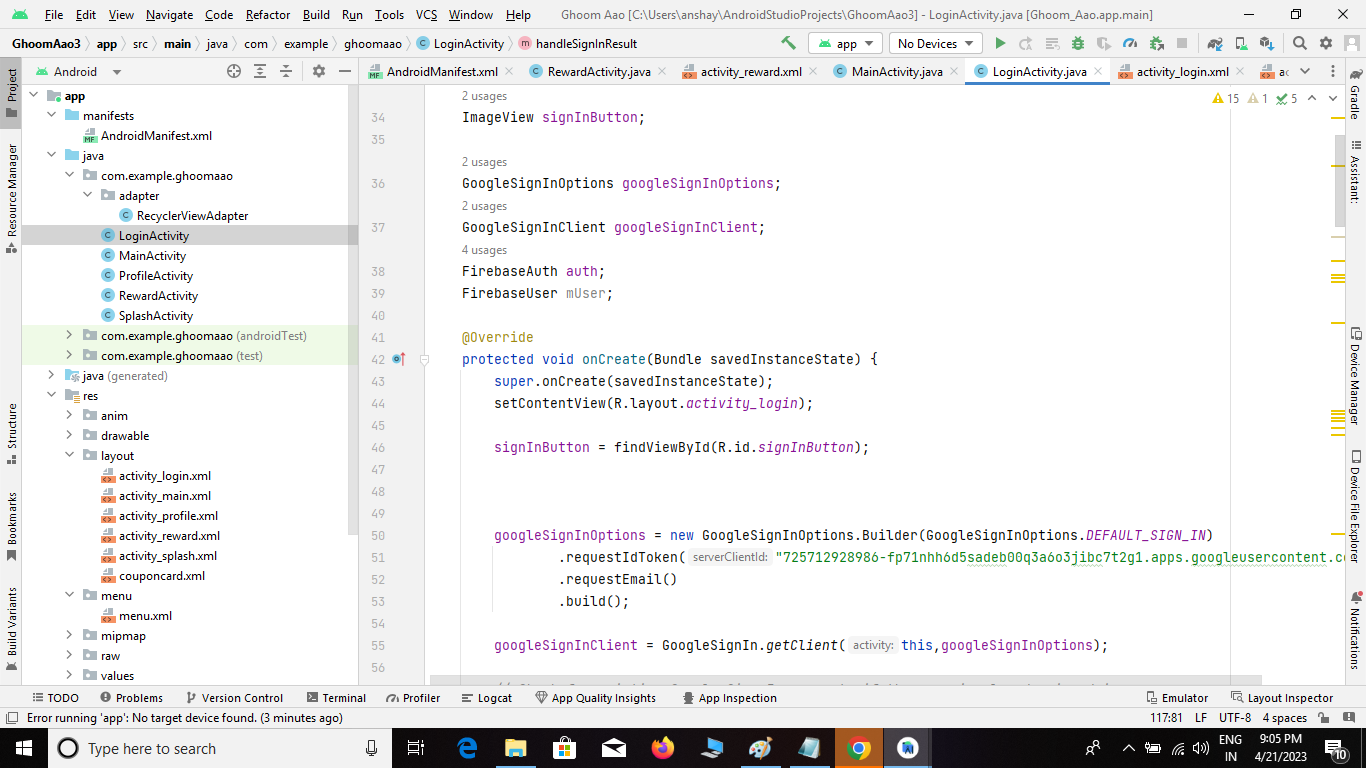 File Edit View Navigate Code Refactor Build Run Tools VCS Window Help Ghoom Aao [C:\Users\anshay\AndroidStudioProjects\GhoomAao3] - LoginActivity.java [Ghoom_Aao.app.main]
GhoomAao3 app src main java com example ghoomaao LoginActivity handleSignInResult app No Devices
Project
Resource Manager
Structure
Bookmarks
Build Variants
Android
app
manifests
AndroidManifest.xml
java
com.example.ghoomaao
adapter
RecyclerViewAdapter
LoginActivity
MainActivity
ProfileActivity
RewardActivity
SplashActivity
com.example.ghoomaao (androidTest)
com.example.ghoomaao (test)
java (generated)
res
anim
drawable
layout
activity_login.xml
activity_main.xml
activity_profile.xml
activity_reward.xml
activity_splash.xml
couponcard.xml
menu
menu.xml
mipmap
raw
values
AndroidManifest.xml RewardActivity.java activity_reward.xml MainActivity.java LoginActivity.java activity_login.xml
15 1 5
2 usages
34 ImageView signInButton;
35
2 usages
36 GoogleSignInOptions googleSignInOptions;
2 usages
37 GoogleSignInClient googleSignInClient;
4 usages
38 FirebaseAuth auth;
39 FirebaseUser mUser;
40
41 @Override
42 protected void onCreate(Bundle savedInstanceState) {
43 super.onCreate(savedInstanceState);
44 setContentView(R.layout.activity_login);
45
46 signInButton = findViewById(R.id.signInButton);
47
48
49
50 googleSignInOptions = new GoogleSignInOptions.Builder(GoogleSignInOptions.DEFAULT_SIGN_IN)
51 .requestIdToken( serverClientId: "725712928986-fp71nhh6d5sadeb00q3a6o3jibc7t2g1.apps.googleusercontent.co
52 .requestEmail()
53 .build();
54
55 googleSignInClient = GoogleSignIn.getClient( activity: this,googleSignInOptions);
56
Gradle
Assistant:
Device Manager
Device File Explorer
Notifications
TODO Problems Version Control Terminal Profiler Logcat App Quality Insights App Inspection Emulator Layout Inspector
Error running 'app': No target device found. (3 minutes ago) 117:81 LF UTF-8 4 spaces
Type here to search
ENG
IN
9:05 PM
4/21/2023
10